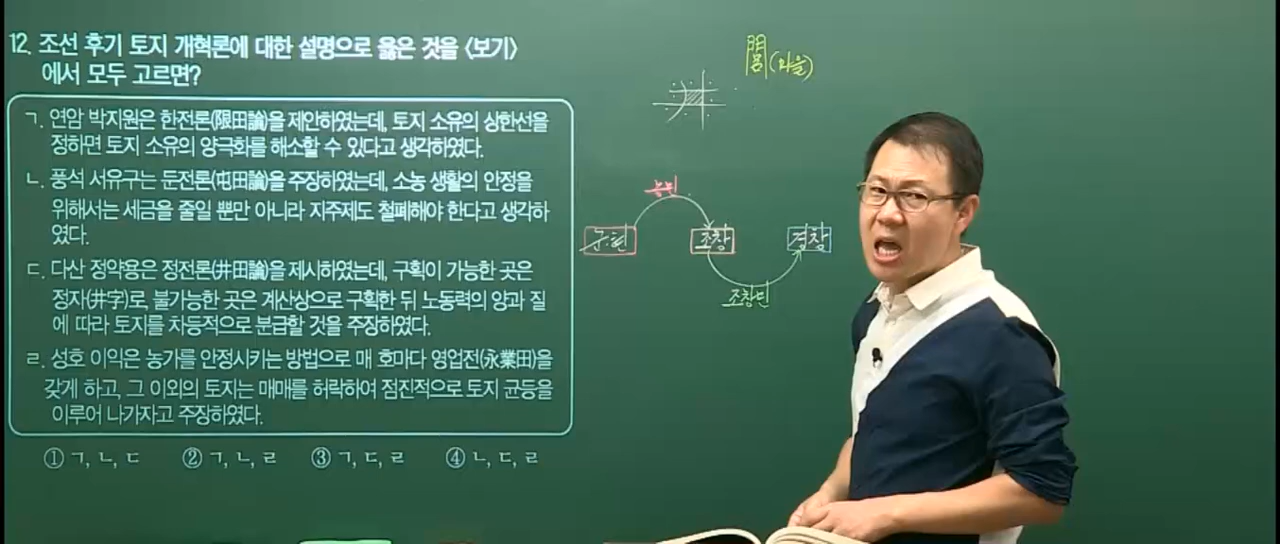 12. 조선 후기 토지 개혁론에 대한 설명으로 옳은 것을 〈보기〉
에서 모두 고르면?
ㄱ. 연암 박지원은 한전론(限田論)을 제안하였는데, 토지 소유의 상한선을
정하면 토지 소유의 양극화를 해소할 수 있다고 생각하였다.
ㄴ. 풍석 서유구는 둔전론(屯田論)을 주장하였는데, 소농 생활의 안정을
위해서는 세금을 줄일 뿐만 아니라 지주제도 철폐해야 한다고 생각하
였다.
ㄷ. 다산 정약용은 정전론(井田論)을 제시하였는데, 구획이 가능한 곳은
정자(井字)로, 불가능한 곳은 계산상으로 구획한 뒤 노동력의 양과 질
에 따라 토지를 차등적으로 분급할 것을 주장하였다.
ㄹ. 성호 이익은 농가를 안정시키는 방법으로 매 호마다 영업전(永業田)을
갖게 하고, 그 이외의 토지는 매매를 허락하여 점진적으로 토지 균등을
이루어 나가자고 주장하였다.
① ㄱ, ㄴ, ㄷ ② ㄱ, ㄴ, ㄹ ③ ㄱ, ㄷ, ㄹ ④ ㄴ, ㄷ, ㄹ
(마을)
군현 조창 경창
조창민